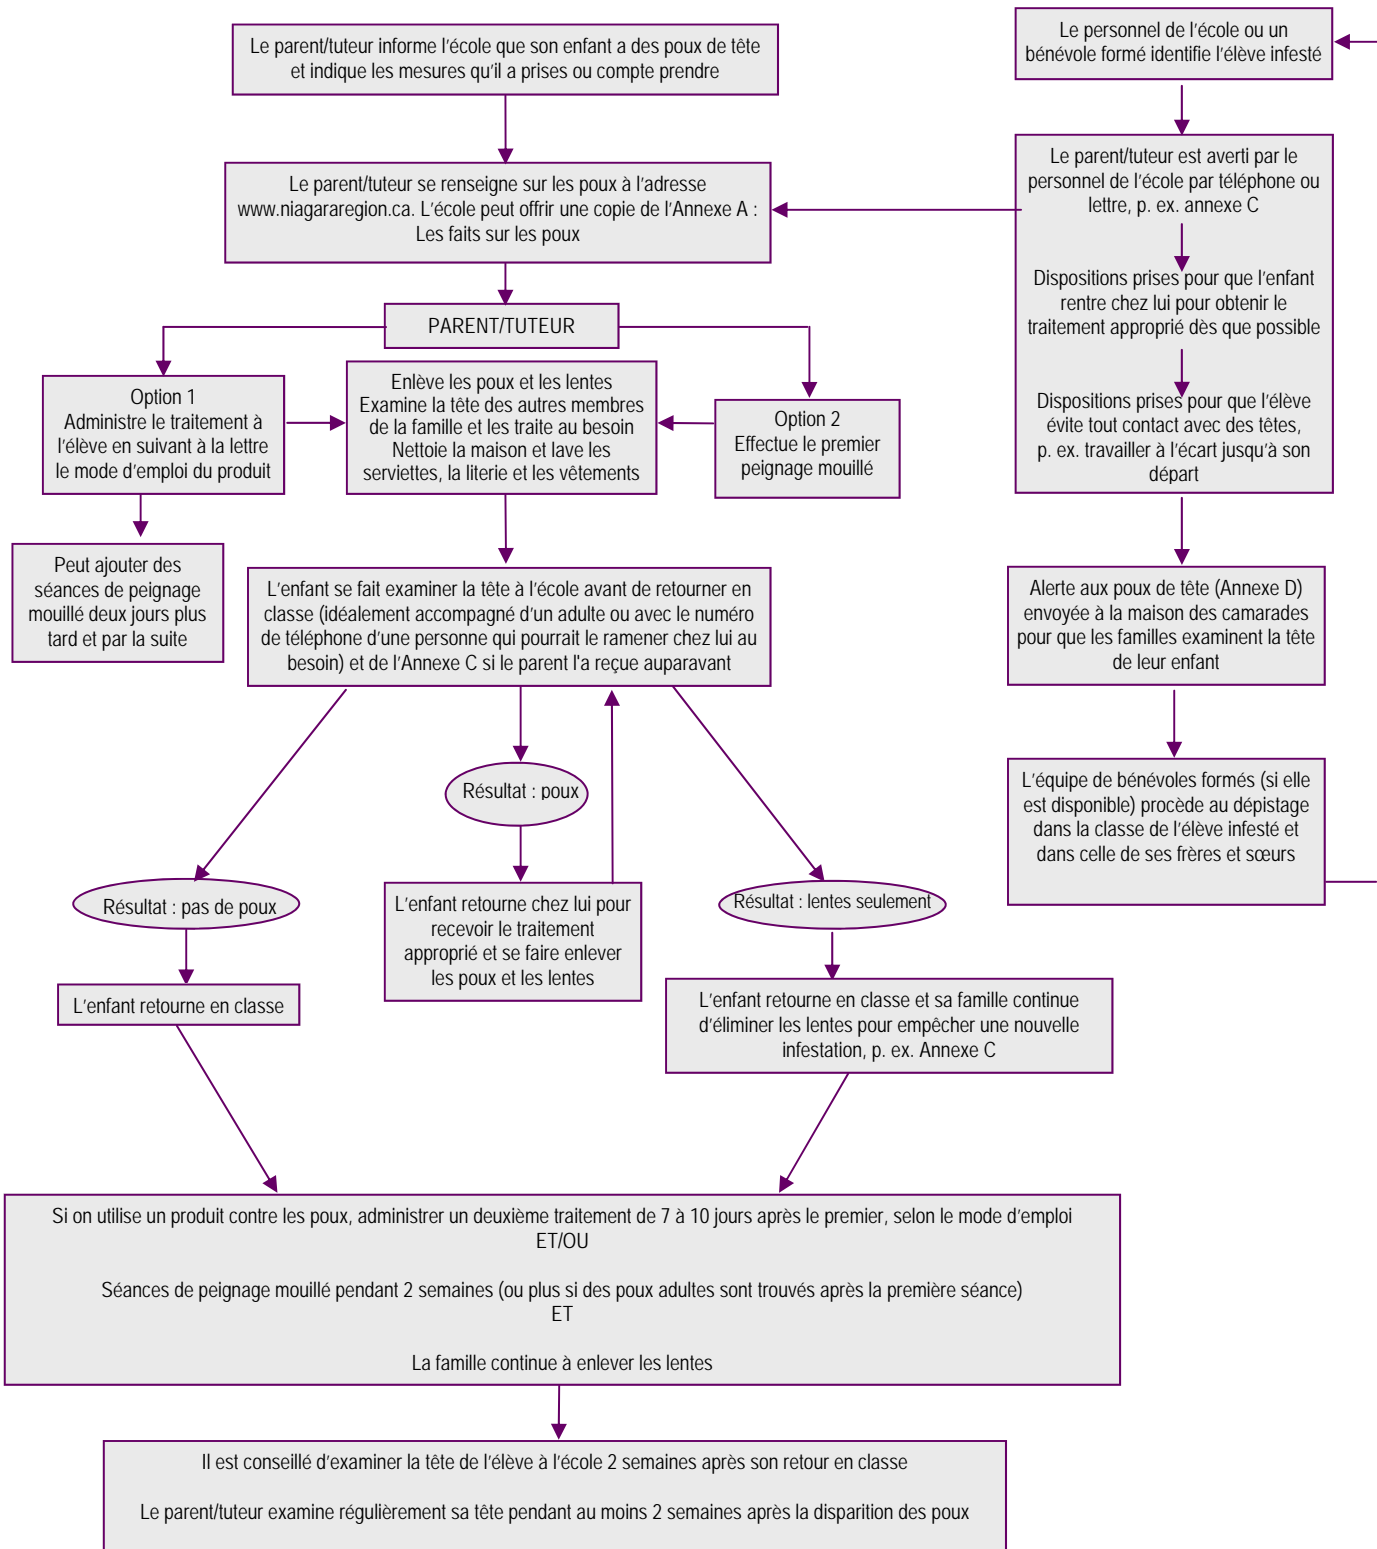 Le parent/tuteur informe l'école que son enfant a des poux de tête
et indique les mesures qu'il a prises ou compte prendre
Le personnel de l'école ou un
bénévole formé identifie l'élève infesté
Le parent/tuteur se renseigne sur les poux à l'adresse
www.niagararegion.ca. L'école peut offrir une copie de l'Annexe A :
Les faits sur les poux
Le parent/tuteur est averti par le
personnel de l'école par téléphone ou
lettre, p. ex. annexe C
Dispositions prises pour que l'enfant
rentre chez lui pour obtenir le
traitement approprié dès que possible
Dispositions prises pour que l'élève
évite tout contact avec des têtes,
p. ex. travailler à l'écart jusqu'à son
départ
PARENT/TUTEUR
Option 1
Administre le traitement à
l'élève en suivant à la lettre
le mode d'emploi du produit
Enlève les poux et les lentes
Examine la tête des autres membres
de la famille et les traite au besoin
Nettoie la maison et lave les
serviettes, la literie et les vêtements
Option 2
Effectue le premier
peignage mouillé
Peut ajouter des
séances de peignage
mouillé deux jours plus
tard et par la suite
L'enfant se fait examiner la tête à l'école avant de retourner en
classe (idéalement accompagné d'un adulte ou avec le numéro
de téléphone d'une personne qui pourrait le ramener chez lui au
besoin) et de l'Annexe C si le parent l'a reçue auparavant
Alerte aux poux de tête (Annexe D)
envoyée à la maison des camarades
pour que les familles examinent la tête
de leur enfant
L'équipe de bénévoles formés (si elle
est disponible) procède au dépistage
dans la classe de l'élève infesté et
dans celle de ses frères et sœurs
Résultat : poux
Résultat : pas de poux
Résultat : lentes seulement
L'enfant retourne chez lui pour
recevoir le traitement
approprié et se faire enlever
les poux et les lentes
L'enfant retourne en classe
L'enfant retourne en classe et sa famille continue
d'éliminer les lentes pour empêcher une nouvelle
infestation, p. ex. Annexe C
Si on utilise un produit contre les poux, administrer un deuxième traitement de 7 à 10 jours après le premier, selon le mode d'emploi
ET/OU
Séances de peignage mouillé pendant 2 semaines (ou plus si des poux adultes sont trouvés après la première séance)
ET
La famille continue à enlever les lentes
Il est conseillé d'examiner la tête de l'élève à l'école 2 semaines après son retour en classe
Le parent/tuteur examine régulièrement sa tête pendant au moins 2 semaines après la disparition des poux